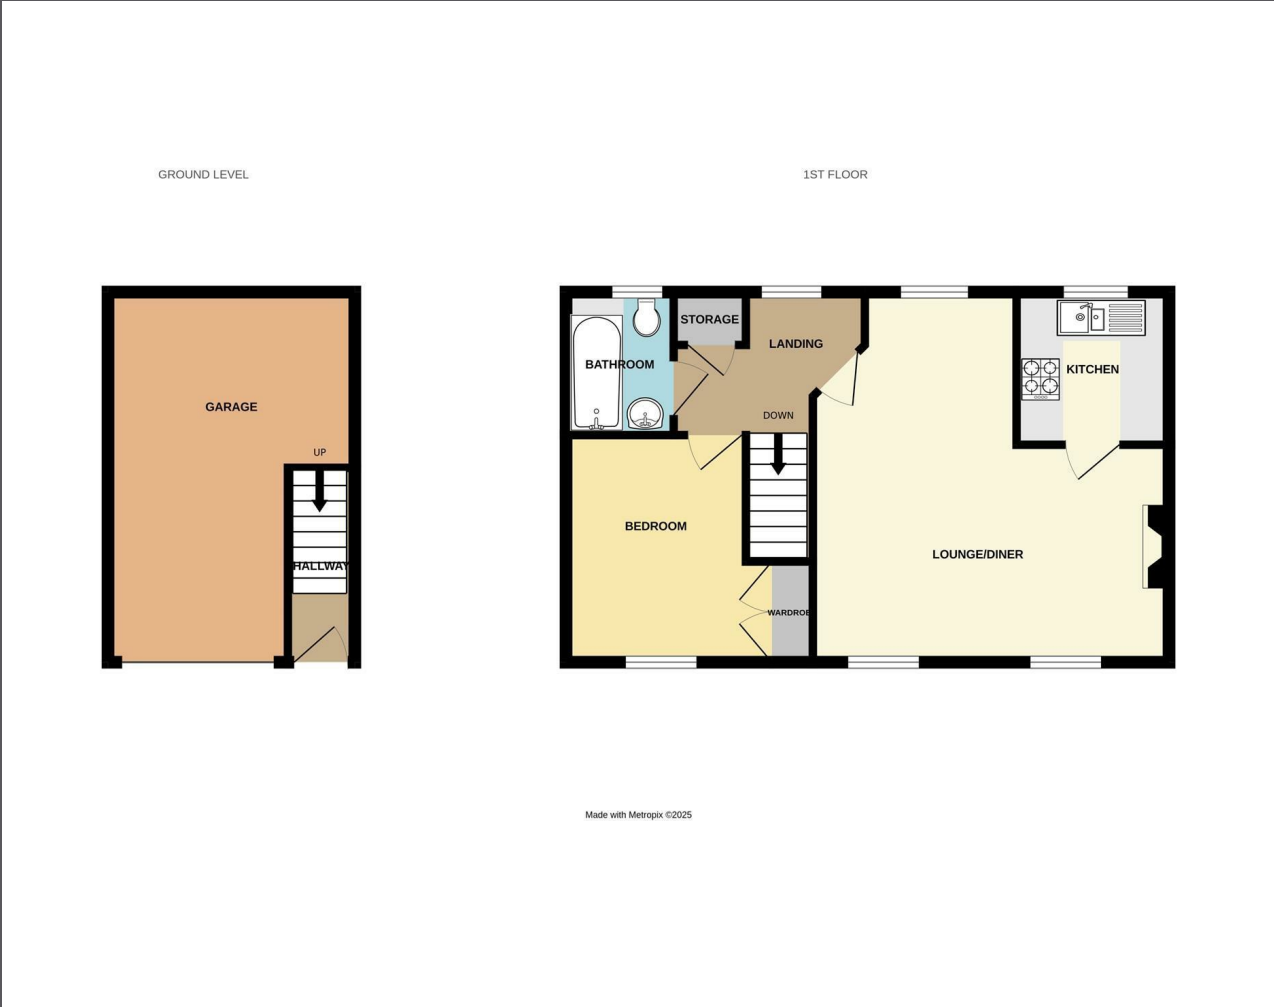 GROUND LEVEL
1ST FLOOR
STORAGE
LANDING
BATHROOM
KITCHEN
GARAGE
DOWN
UP
BEDROOM
LOUNGE/DINER
HALLWAY
WARDROBE
Made with Metropix ©2025